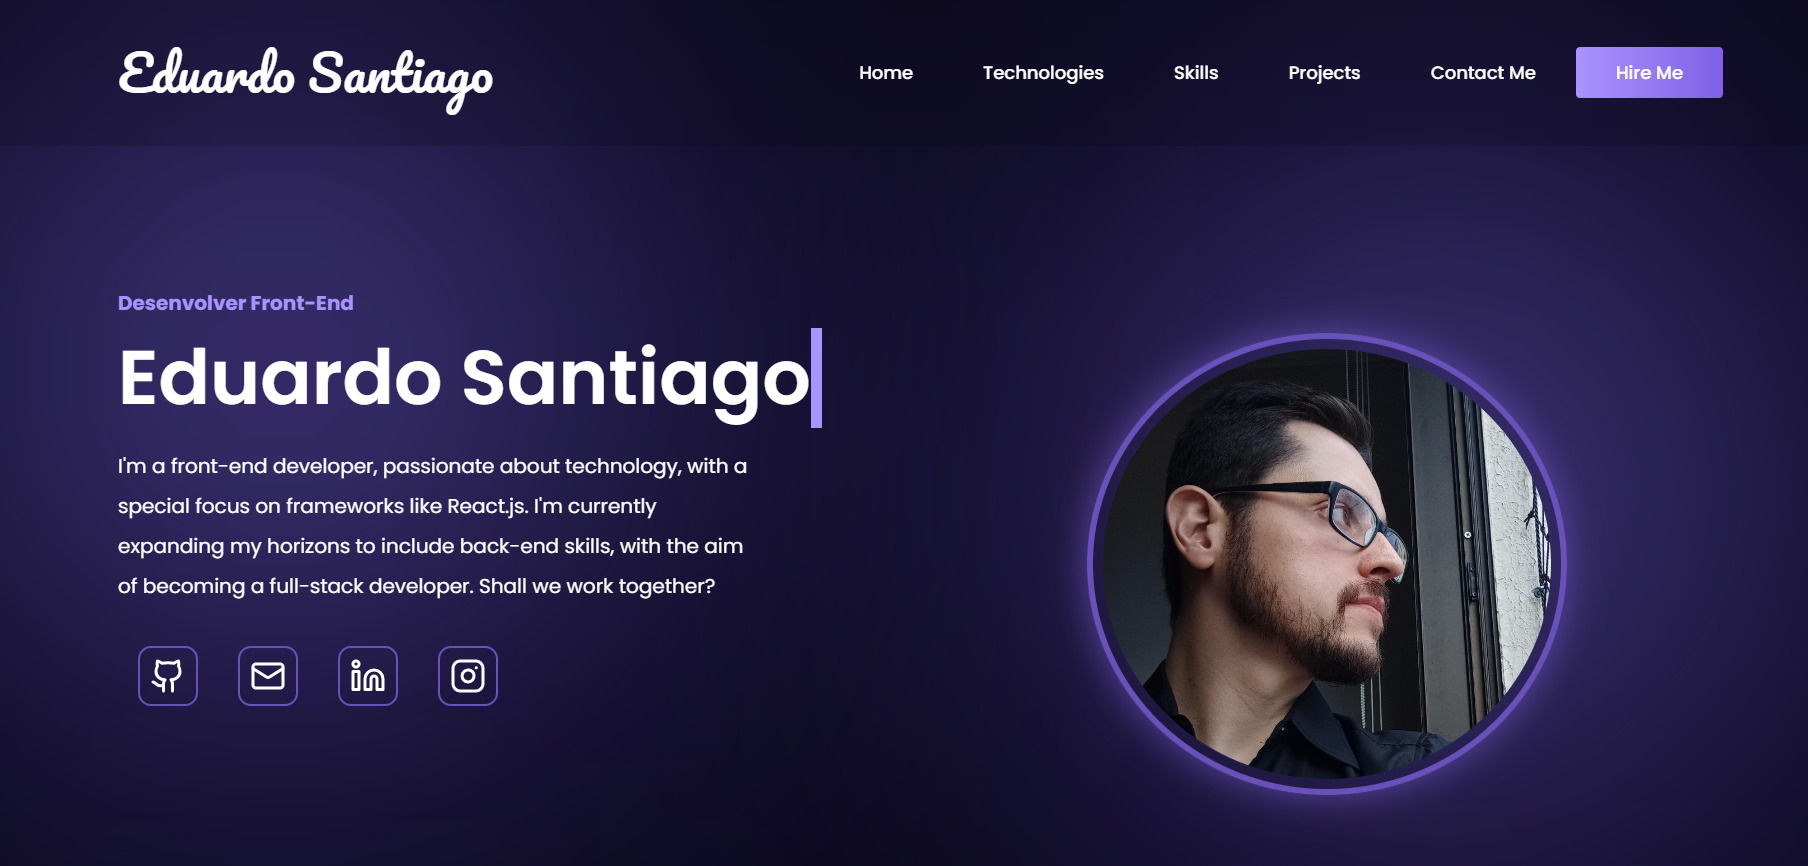 Eduardo Santiago
Home
Technologies
Skills
Projects
Contact Me
Hire Me
Desenvolver Front-End
Eduardo Santiago
I'm a front-end developer, passionate about technology, with a
special focus on frameworks like React.js. I'm currently
expanding my horizons to include back-end skills, with the aim
of becoming a full-stack developer. Shall we work together?